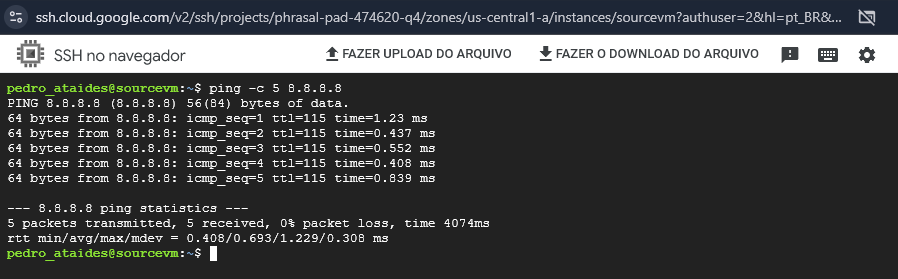 ssh.cloud.google.com/v2/ssh/projects/phrasal-pad-474620-q4/zones/us-central1-a/instances/sourcevm?authuser=2&hl=pt_BR&...
SSH no navegador
FAZER UPLOAD DO ARQUIVO
FAZER O DOWNLOAD DO ARQUIVO
pedro_ataides@sourcevm:~$ ping -c 5 8.8.8.8
PING 8.8.8.8 (8.8.8.8) 56(84) bytes of data.
64 bytes from 8.8.8.8: icmp_seq=1 ttl=115 time=1.23 ms
64 bytes from 8.8.8.8: icmp_seq=2 ttl=115 time=0.437 ms
64 bytes from 8.8.8.8: icmp_seq=3 ttl=115 time=0.552 ms
64 bytes from 8.8.8.8: icmp_seq=4 ttl=115 time=0.408 ms
64 bytes from 8.8.8.8: icmp_seq=5 ttl=115 time=0.839 ms
--- 8.8.8.8 ping statistics ---
5 packets transmitted, 5 received, 0% packet loss, time 4074ms
rtt min/avg/max/mdev = 0.408/0.693/1.229/0.308 ms
pedro_ataides@sourcevm:~$